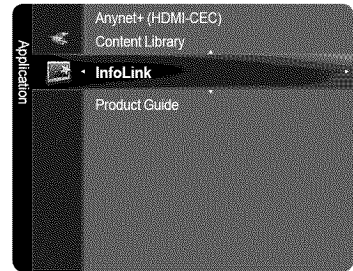 Application
Anynet+ (HDMI-CEC)
Content Library
InfoLink
Product Guide